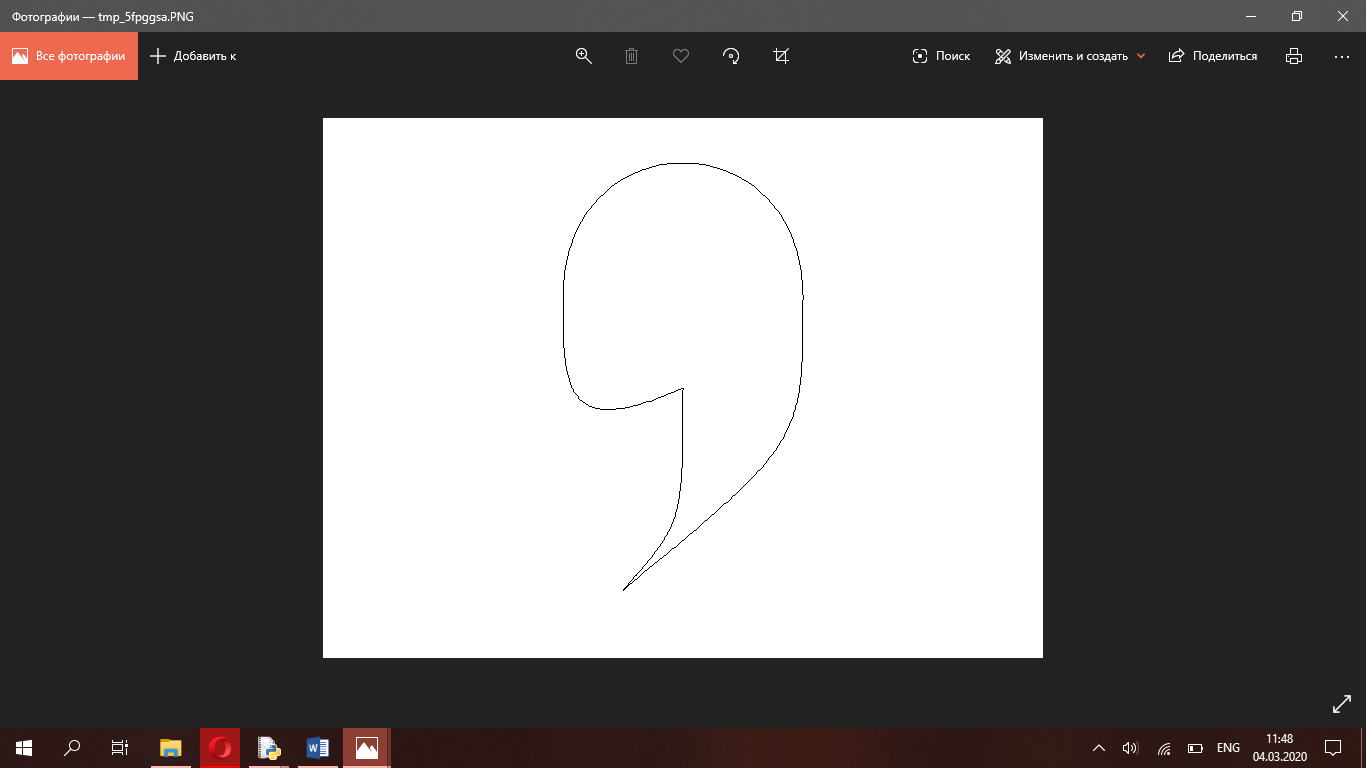 Фотографии — tmp_5fpggsa.PNG
Все фотографии
Добавить к
Поиск
Изменить и создать
Поделиться
,
ENG
11:48
04.03.2020